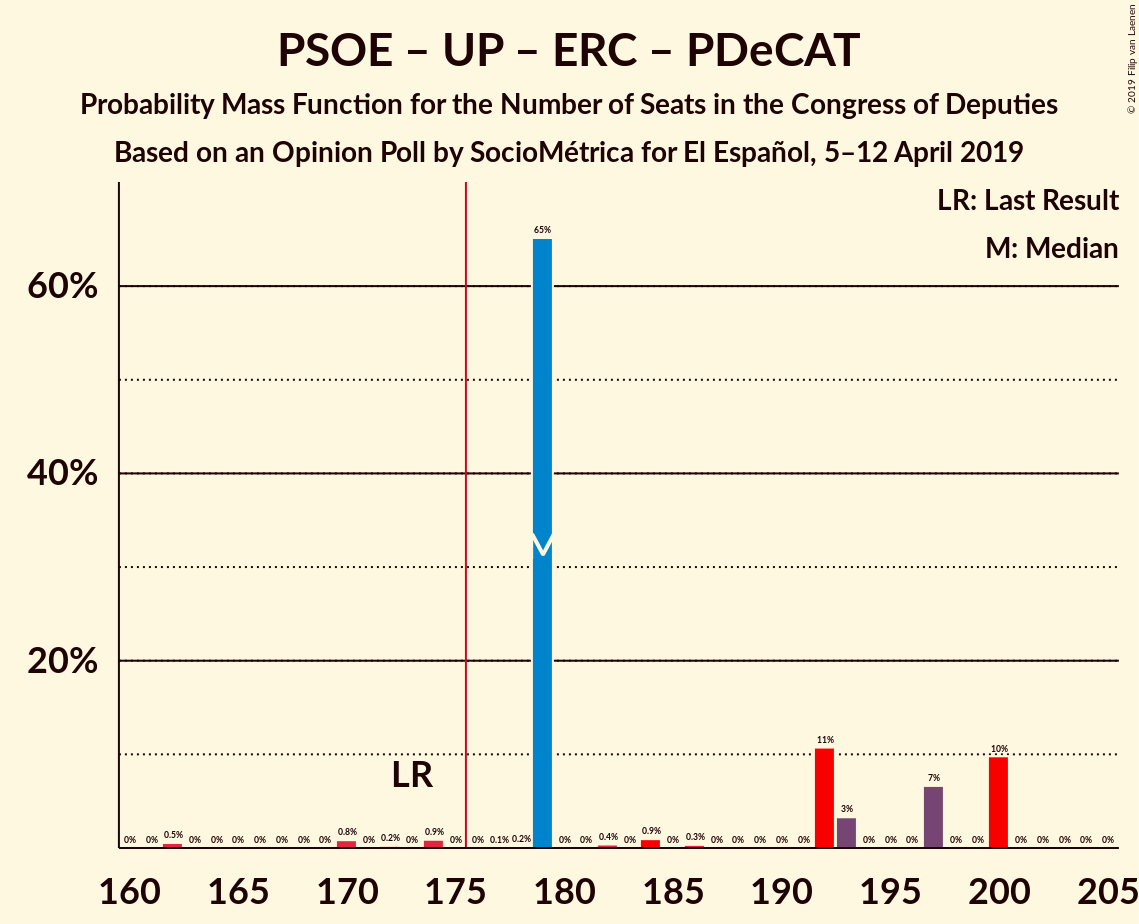 PSOE – UP – ERC – PDeCAT
Probability Mass Function for the Number of Seats in the Congress of Deputies
Based on an Opinion Poll by SocioMétrica for El Español, 5–12 April 2019
© 2019 Filip van Laenen
LR: Last Result
M: Median
65%
60%
40%
20%
11%
10%
7%
LR
3%
0% 0% 0.5% 0% 0% 0% 0% 0% 0% 0% 0.8% 0% 0.2% 0.9% 0% 0% 0.1% 0.2% 0% 0% 0.4% 0% 0.9% 0% 0.3% 0% 0% 0% 0% 0% 0% 0% 0% 0% 0% 0% 0% 0% 0% 0%
160 165 170 175 180 185 190 195 200 205